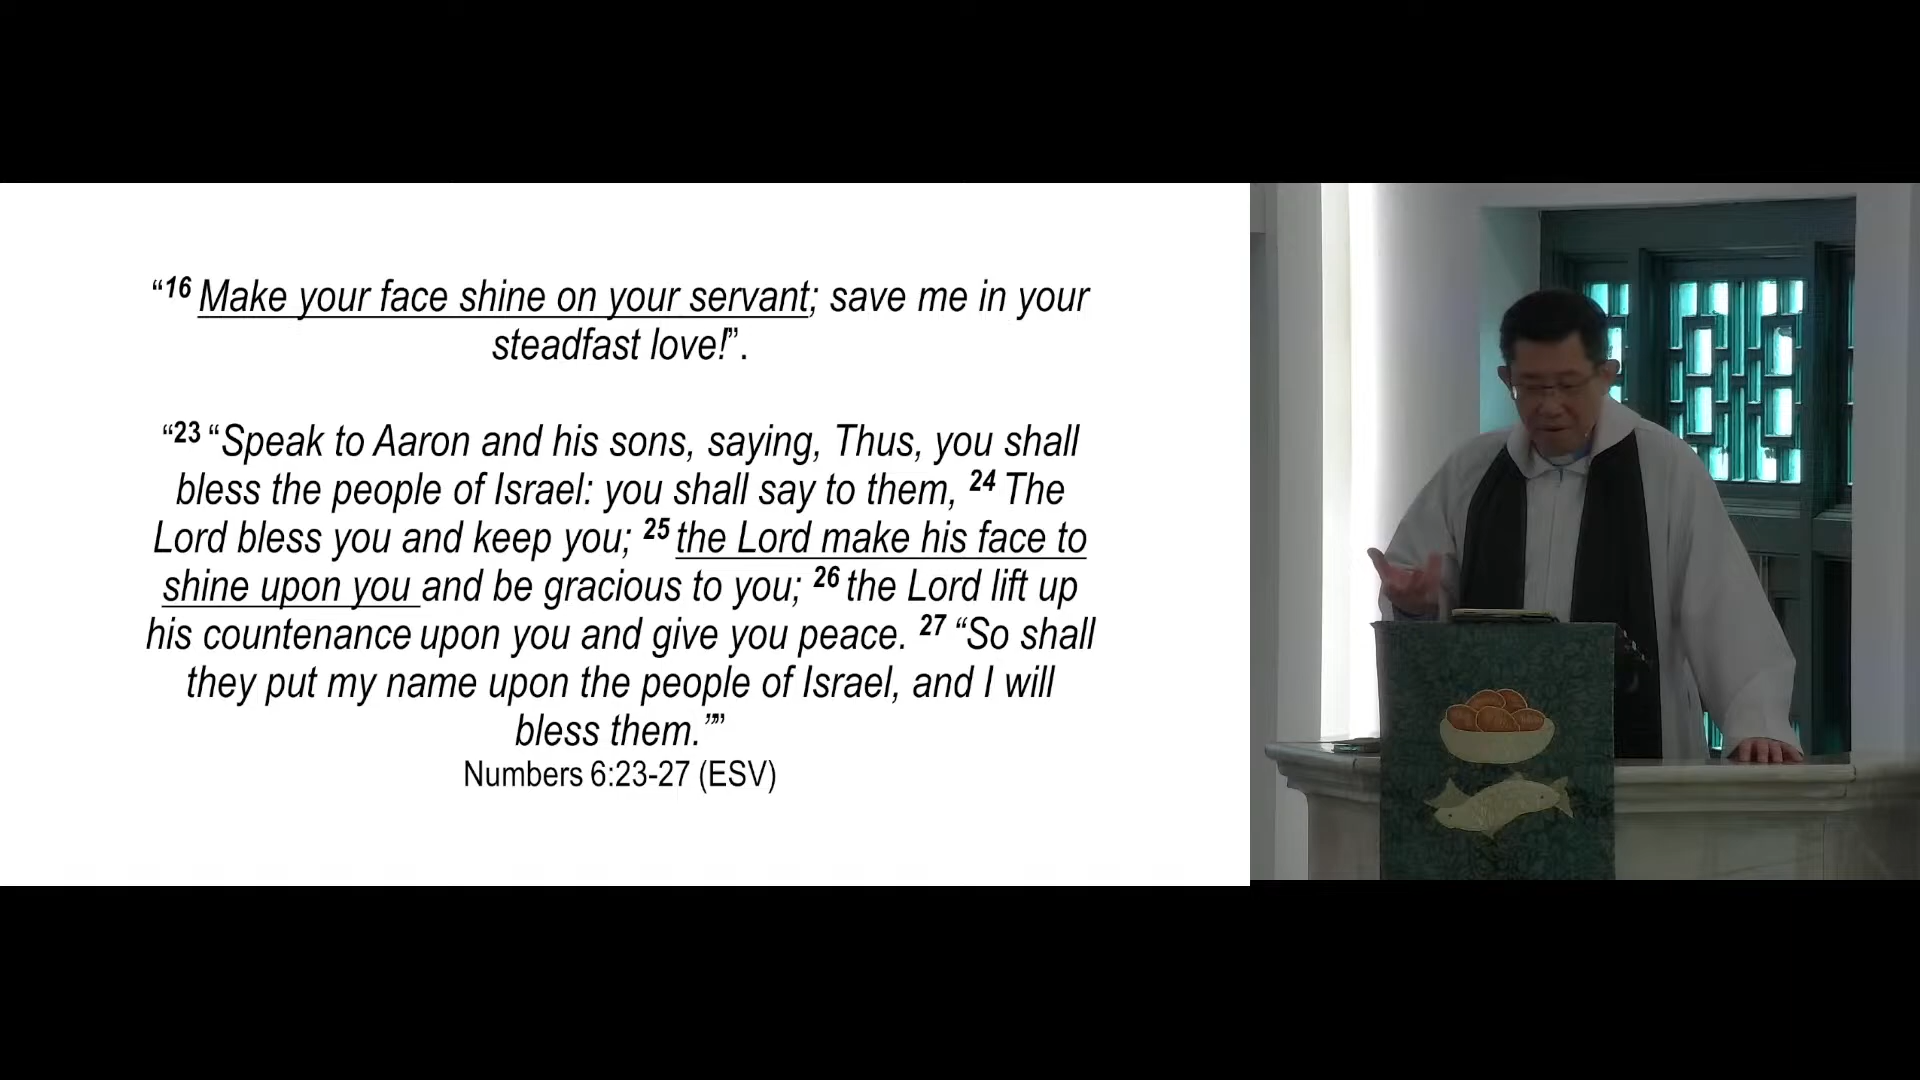 “16 Make your face shine on your servant; save me in your
steadfast love!”.
“23 “Speak to Aaron and his sons, saying, Thus, you shall
bless the people of Israel: you shall say to them, 24 The
Lord bless you and keep you; 25 the Lord make his face to
shine upon you and be gracious to you; 26 the Lord lift up
his countenance upon you and give you peace. 27 “So shall
they put my name upon the people of Israel, and I will
bless them.””
Numbers 6:23-27 (ESV)